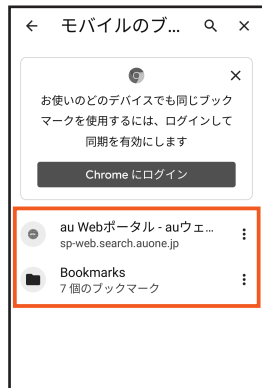 モバイルのブ...
お使いのどのデバイスでも同じブック
マークを使用するには、ログインして
同期を有効にします
Chrome にログイン
au Webポータル - auウェ...
sp-web.search.auone.jp
Bookmarks
7 個のブックマーク